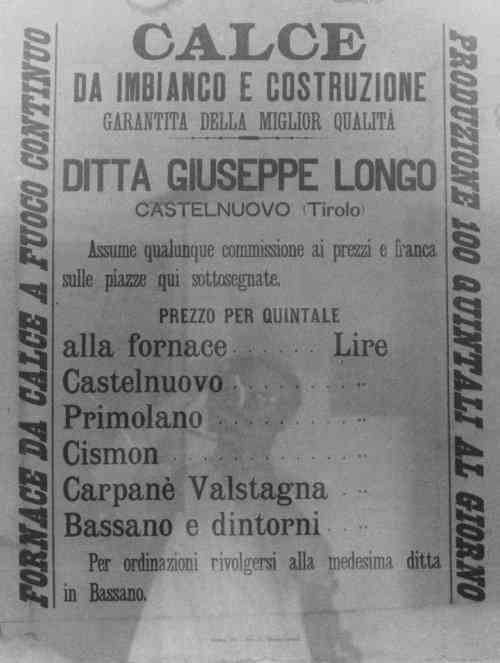 FORNACE DA CALCE A FUOCO CONTINUO
CALCE
DA IMBIANCO E COSTRUZIONE
GARANTITA DELLA MIGLIOR QUALITÀ
DITTA GIUSEPPE LONGO
CASTELNUOVO (Tirolo)
Assume qualunque commissione ai prezzi e franca
sulle piazze qui sottosegnate.
PREZZO PER QUINTALE
alla fornace . . . . . . Lire
Castelnuovo . . . . . . . . „
Primolano . . . . . . . . . „
Cismon . . . . . . . . . . . „
Carpanè Valstagna . „
Bassano e dintorni . . „
Per ordinazioni rivolgersi alla medesima ditta
in Bassano.
PRODUZIONE 100 QUINTALI AL GIORNO